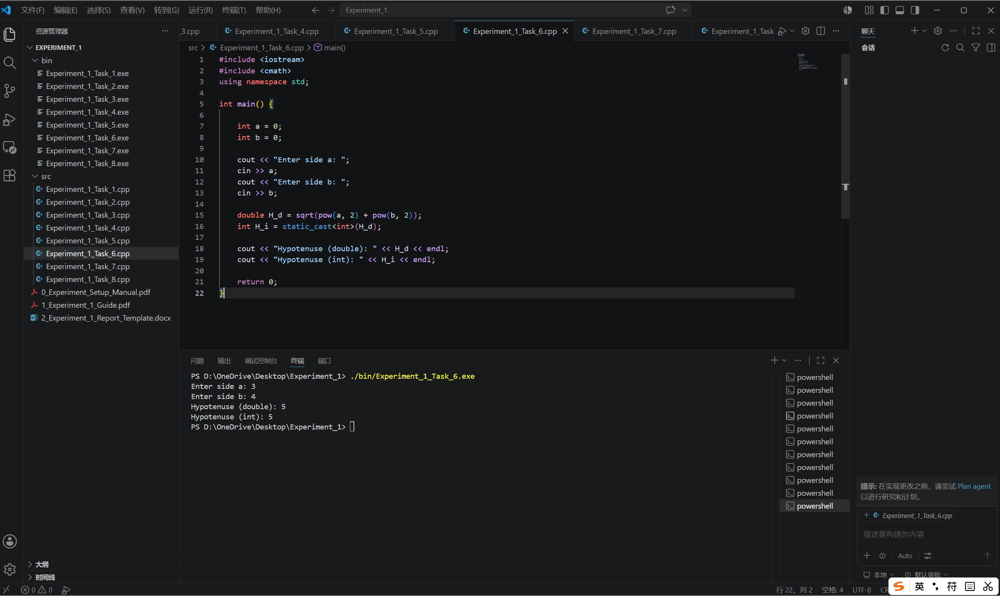 文件(F) 编辑(E) 选择(S) 查看(V) 转到(G) 运行(R) 终端(T) 帮助(H)
Experiment_1
资源管理器
EXPERIMENT_1
bin
Experiment_1_Task_1.exe
Experiment_1_Task_2.exe
Experiment_1_Task_3.exe
Experiment_1_Task_4.exe
Experiment_1_Task_5.exe
Experiment_1_Task_6.exe
Experiment_1_Task_7.exe
Experiment_1_Task_8.exe
src
Experiment_1_Task_1.cpp
Experiment_1_Task_2.cpp
Experiment_1_Task_3.cpp
Experiment_1_Task_4.cpp
Experiment_1_Task_5.cpp
Experiment_1_Task_6.cpp
Experiment_1_Task_7.cpp
Experiment_1_Task_8.cpp
0_Experiment_Setup_Manual.pdf
1_Experiment_1_Guide.pdf
2_Experiment_1_Report_Template.docx
大纲
时间线
_3.cpp Experiment_1_Task_4.cpp Experiment_1_Task_5.cpp Experiment_1_Task_6.cpp Experiment_1_Task_7.cpp Experiment_1_Task
src > Experiment_1_Task_6.cpp > main()
1 #include <iostream>
2 #include <cmath>
3 using namespace std;
4
5 int main() {
6
7 int a = 0;
8 int b = 0;
9
10 cout << "Enter side a: ";
11 cin >> a;
12 cout << "Enter side b: ";
13 cin >> b;
14
15 double H_d = sqrt(pow(a, 2) + pow(b, 2));
16 int H_i = static_cast<int>(H_d);
17
18 cout << "Hypotenuse (double): " << H_d << endl;
19 cout << "Hypotenuse (int): " << H_i << endl;
20
21 return 0;
22 }
问题 输出 调试控制台 终端 端口
PS D:\OneDrive\Desktop\Experiment_1> ./bin/Experiment_1_Task_6.exe
Enter side a: 3
Enter side b: 4
Hypotenuse (double): 5
Hypotenuse (int): 5
PS D:\OneDrive\Desktop\Experiment_1>
powershell
powershell
powershell
powershell
powershell
powershell
powershell
powershell
powershell
powershell
powershell
聊天
会话
提示: 在实现更改之前，请尝试 Plan agent
以进行研究和计划。
Experiment_1_Task_6.cpp
描述要构建的内容
Auto
本地 默认审批
0 0
行 22，列 2 空格: 4 UTF-8 CR
英 符